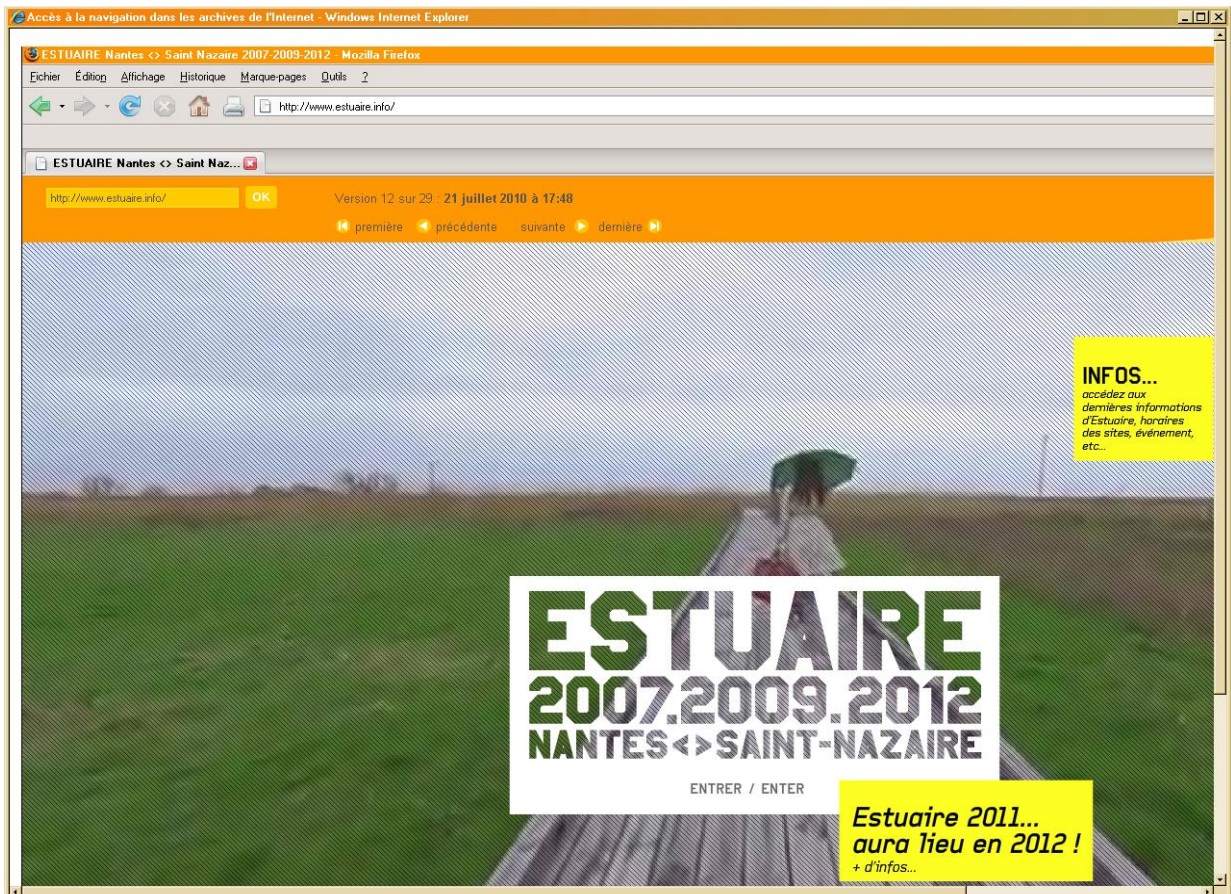 Accès à la navigation dans les archives de l'Internet - Windows Internet Explorer
ESTUAIRE Nantes <> Saint Nazaire 2007-2009-2012 - Mozilla Firefox
Fichier Édition Affichage Historique Marque-pages Outils ?
http://www.estuaire.info/
ESTUAIRE Nantes <> Saint Naz...
http://www.estuaire.info/ OK Version 12 sur 29 : 21 juillet 2010 à 17:48
première précédente suivante dernière
INFOS...
accédez aux
dernières informations
d'Estuaire, horaires
des sites, événement,
etc...
ESTUAIRE
2007.2009.2012
NANTES<>SAINT-NAZAIRE
ENTRER / ENTER
Estuaire 2011...
aura lieu en 2012 !
+ d'infos...